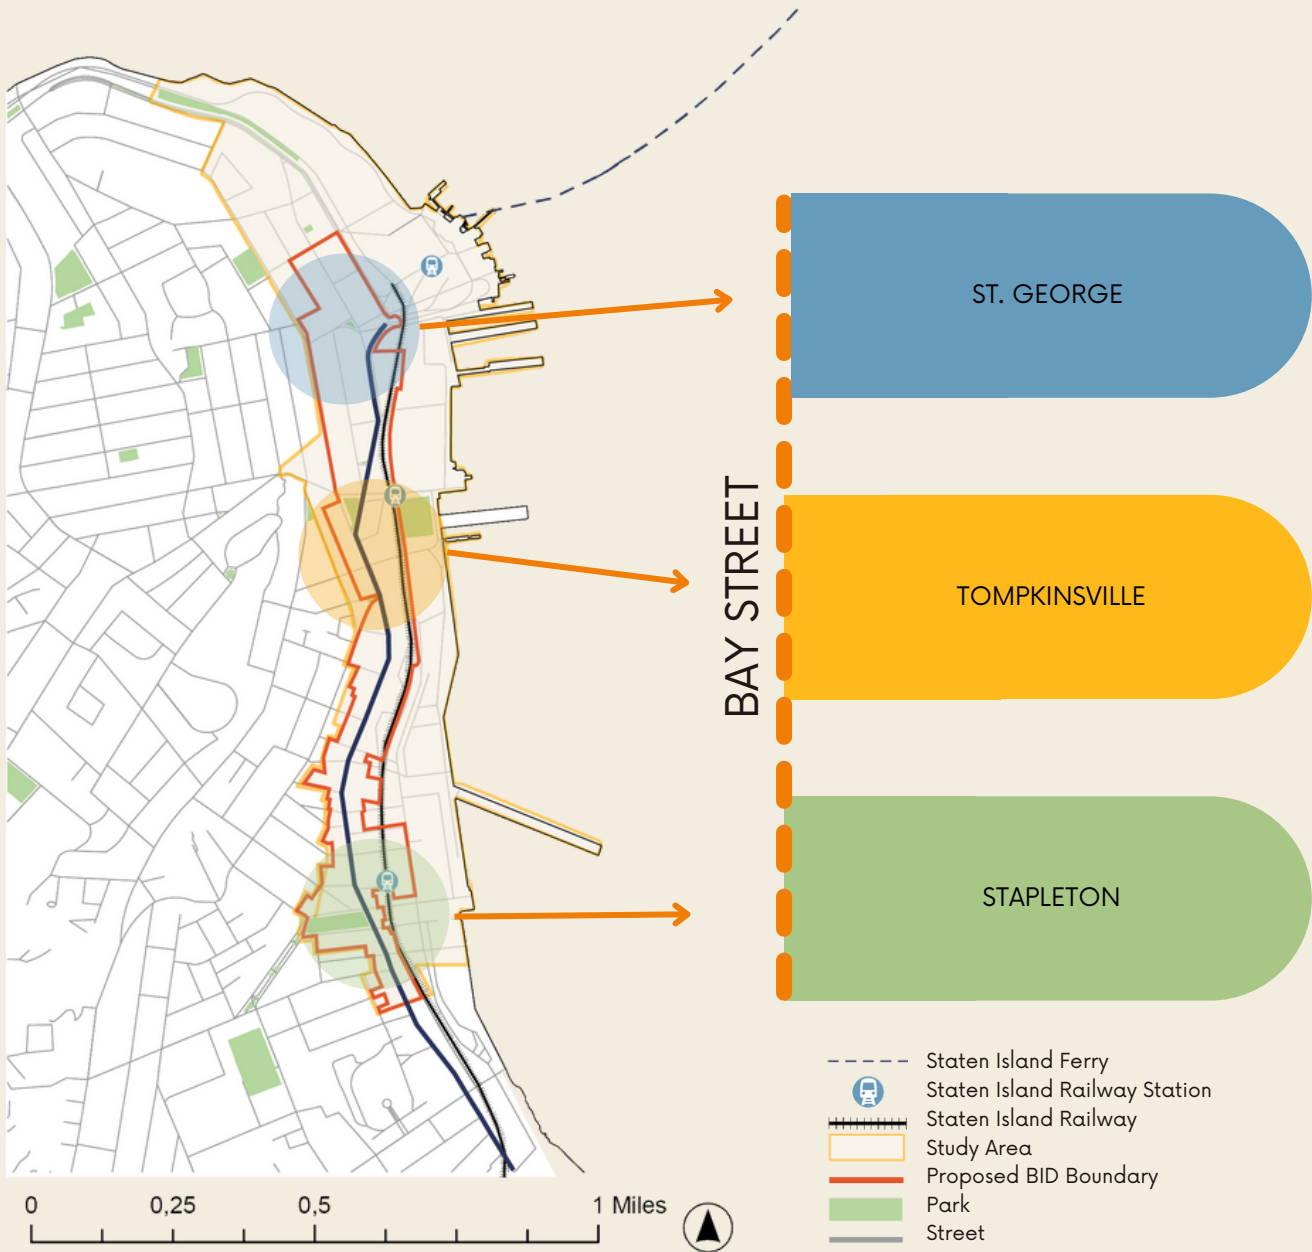 ST. GEORGE
BAY STREET
TOMPKINSVILLE
STAPLETON
Staten Island Ferry
Staten Island Railway Station
Staten Island Railway
Study Area
Proposed BID Boundary
Park
Street
0 0,25 0,5 1 Miles